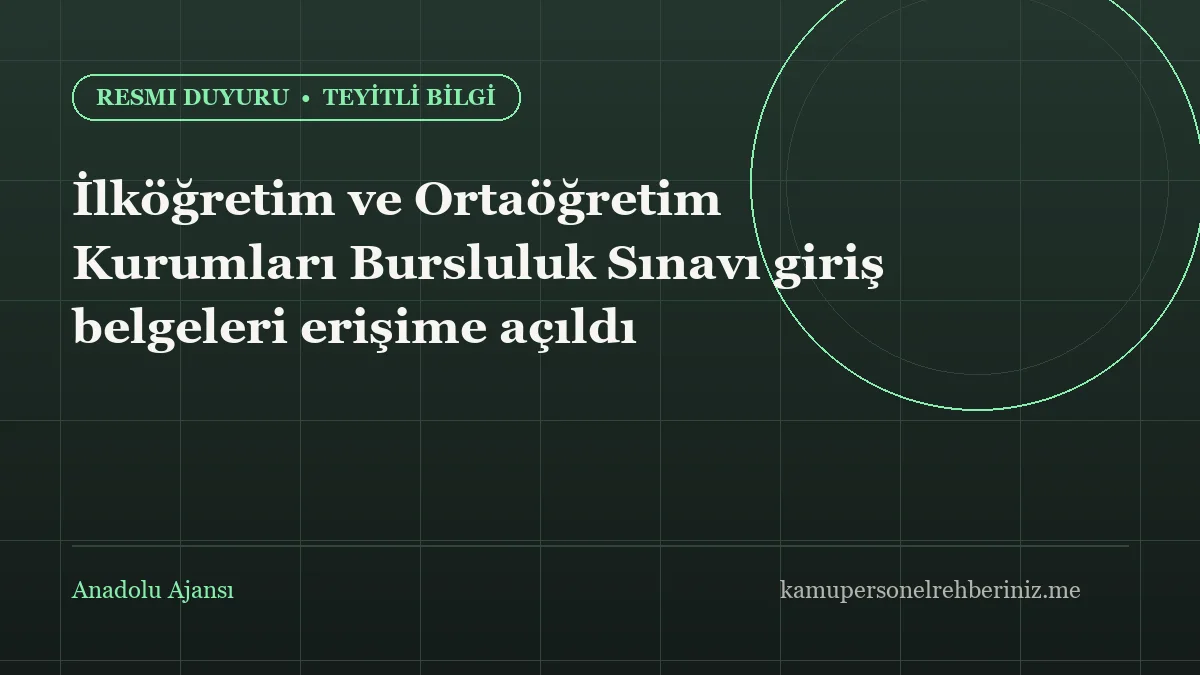 RESMI DUYURU • TEYİTLİ BİLGİ
İlköğretim ve Ortaöğretim
Kurumları Bursluluk Sınavı giriş
belgeleri erişime açıldı
Anadolu Ajansı
kamupersonelrehberiniz.me